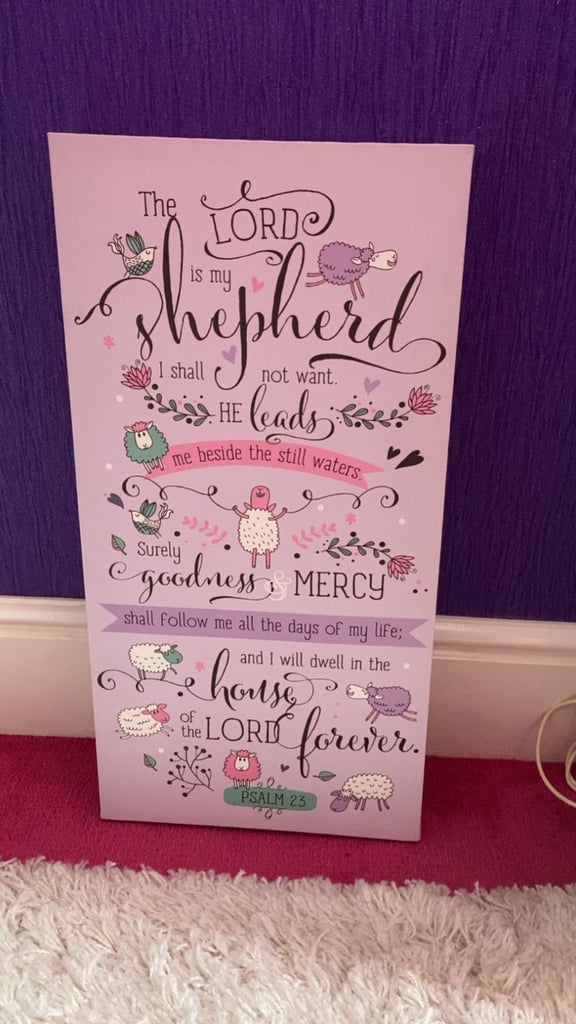 The LORD
is my
shepherd
I shall not want.
HE leads
me beside the still waters.
Surely
goodness & MERCY
shall follow me all the days of my life;
and I will dwell in the
house
of the LORD forever.
PSALM 23